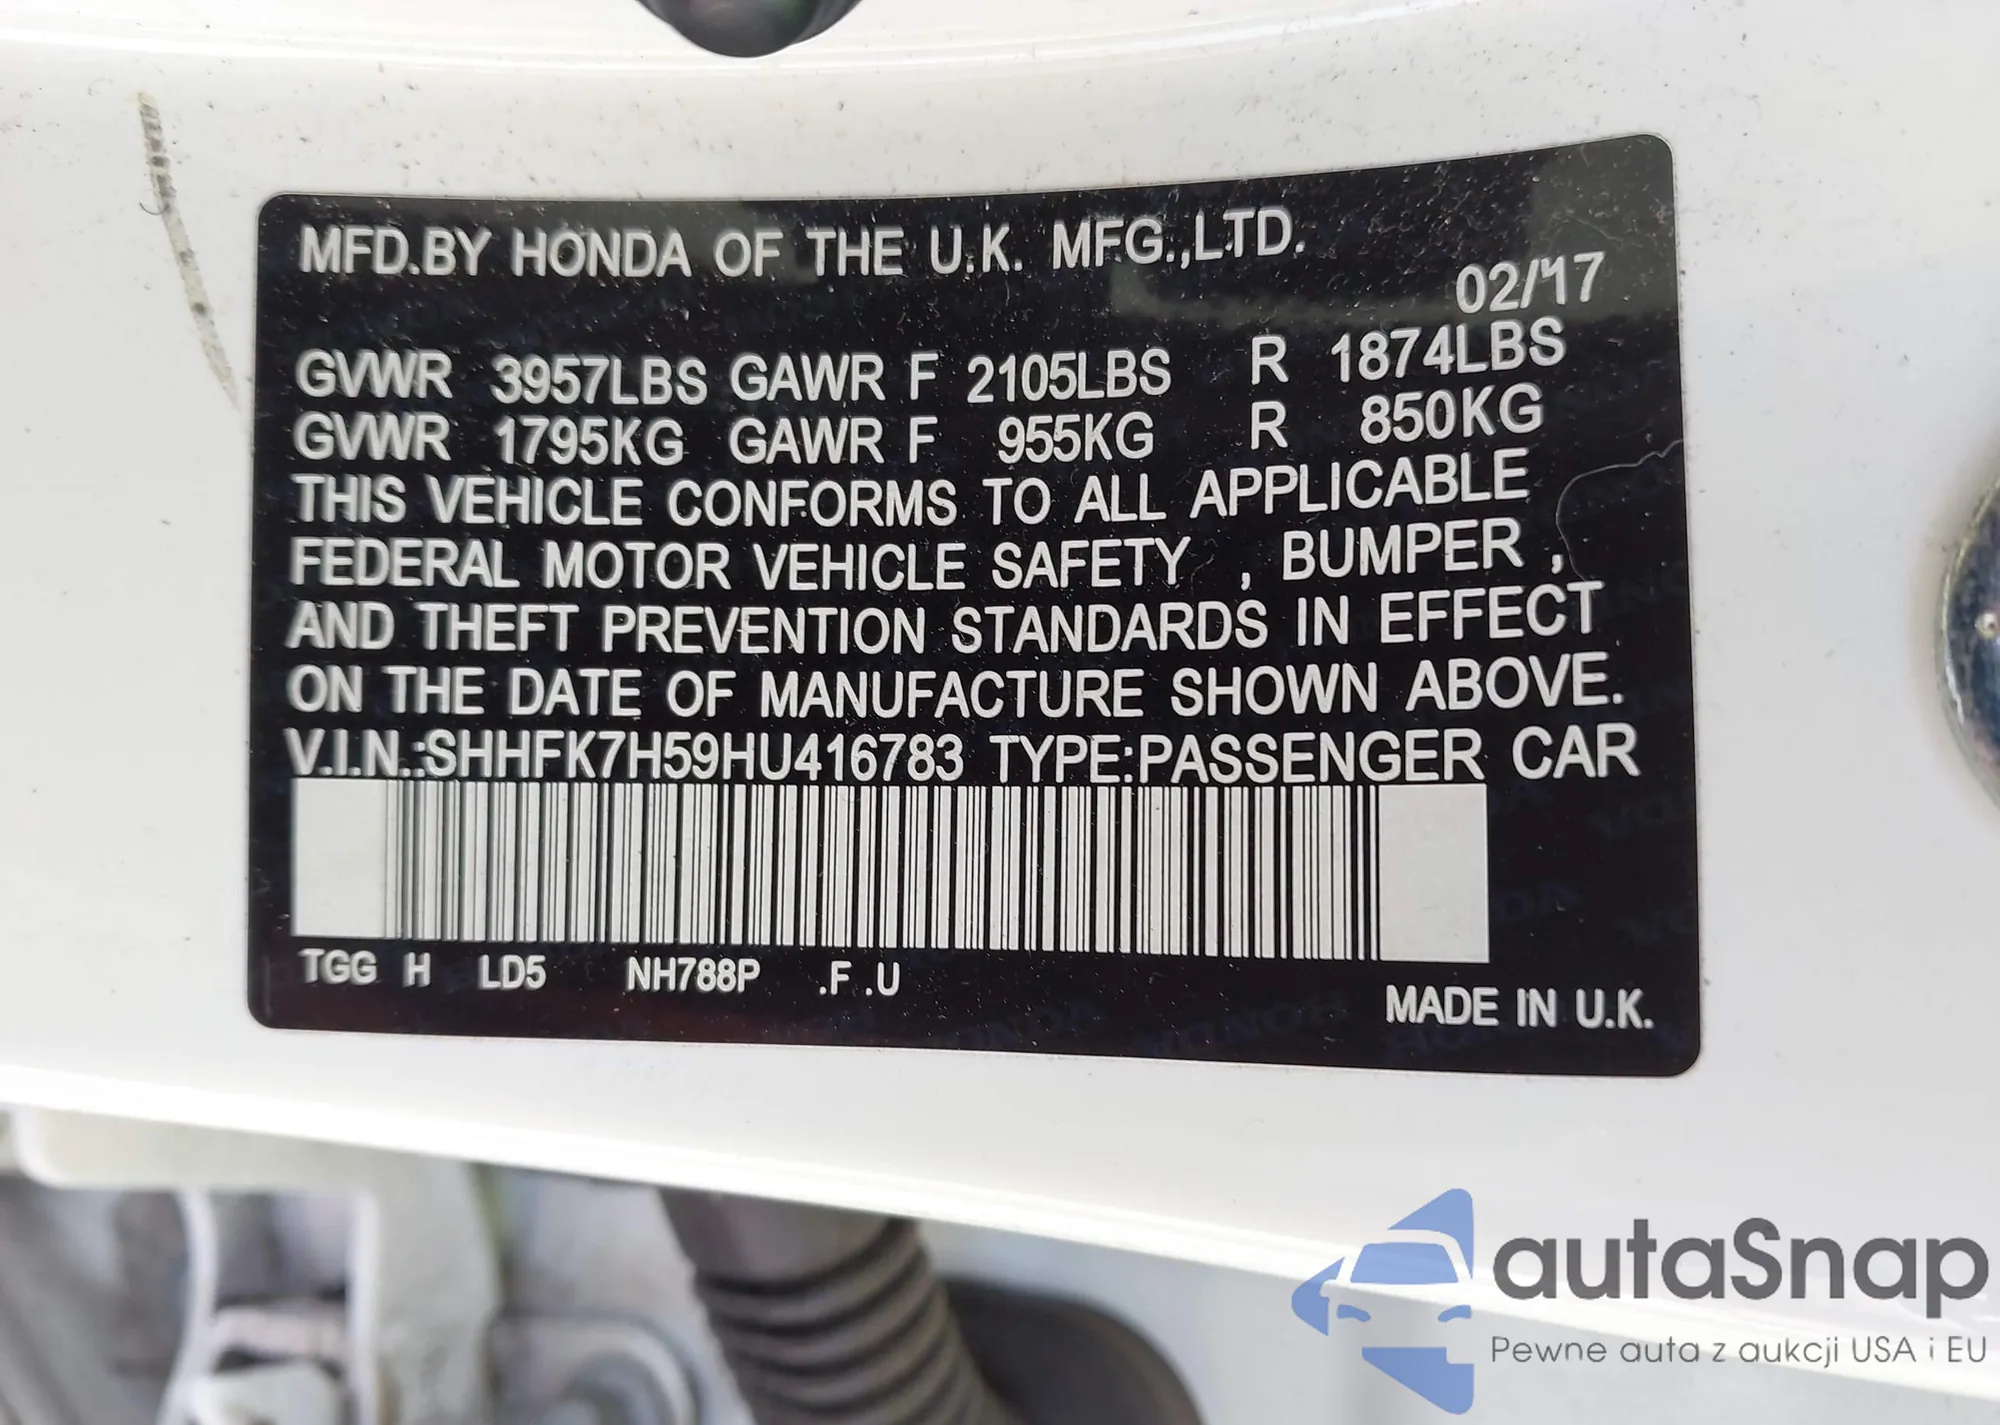 MFD.BY HONDA OF THE U.K. MFG.,LTD.
02/17
GVWR 3957LBS GAWR F 2105LBS R 1874LBS
GVWR 1795KG GAWR F 955KG R 850KG
THIS VEHICLE CONFORMS TO ALL APPLICABLE
FEDERAL MOTOR VEHICLE SAFETY , BUMPER ,
AND THEFT PREVENTION STANDARDS IN EFFECT
ON THE DATE OF MANUFACTURE SHOWN ABOVE.
V.I.N.:SHHFK7H59HU416783 TYPE:PASSENGER CAR
TGG H LD5 NH788P .F .U
MADE IN U.K.
autaSnap
Pewne auta z aukcji USA i EU